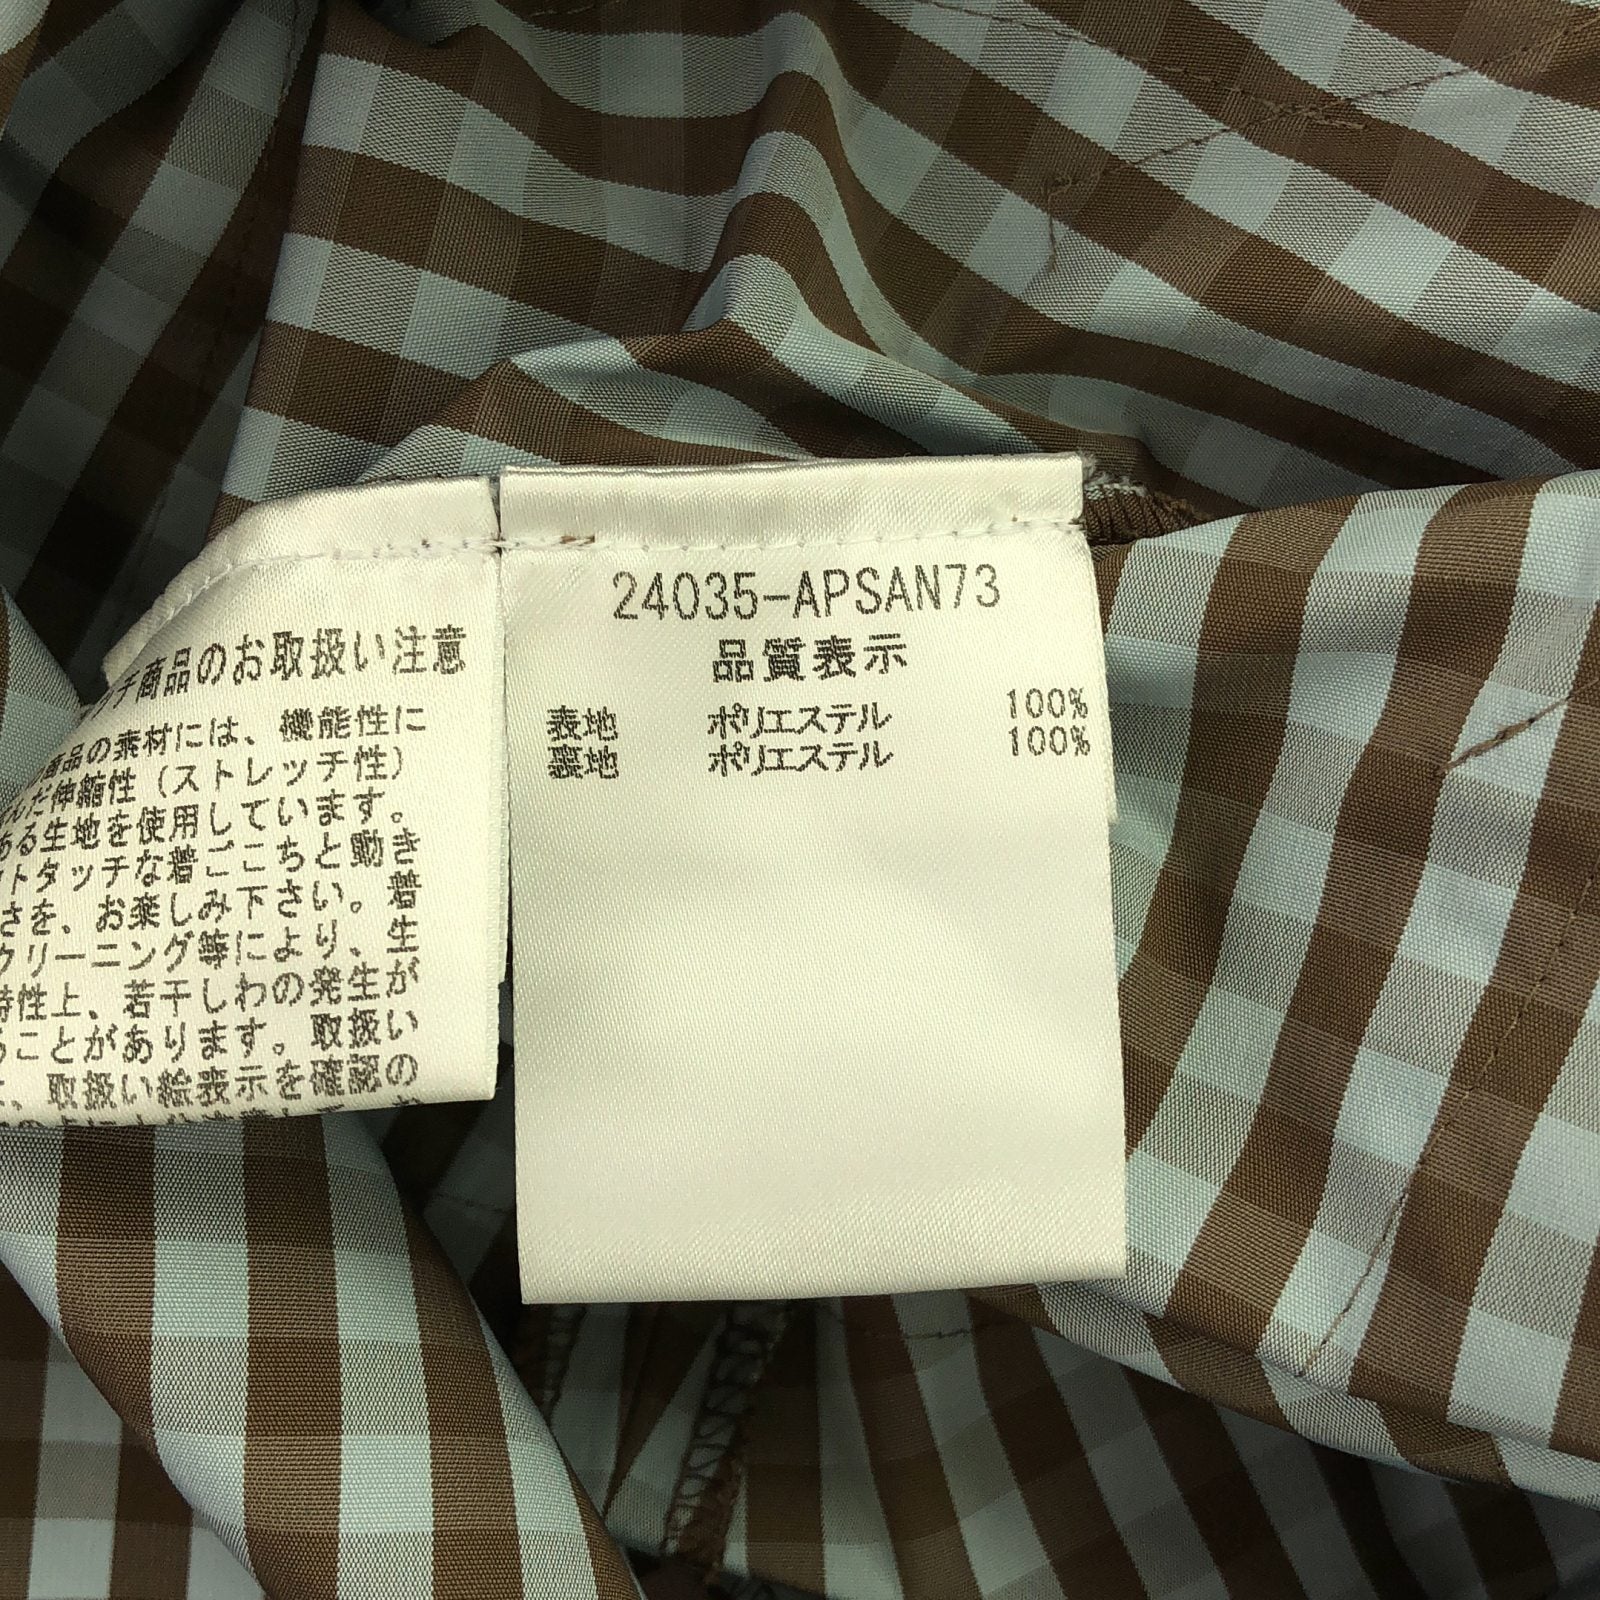 商品のお取扱い注意
商品の素材には、機能性に
んだ伸縮性（ストレッチ性）
ある生地を使用しています。
トタッチな着ごこちと動き
さを、お楽しみ下さい。着
クリーニング等により、生
特性上、若干しわの発生が
ることがあります。取扱い
、取扱い絵表示を確認の
24035-APSAN73
品質表示
表地 ポリエステル 100%
裏地 ポリエステル 100%